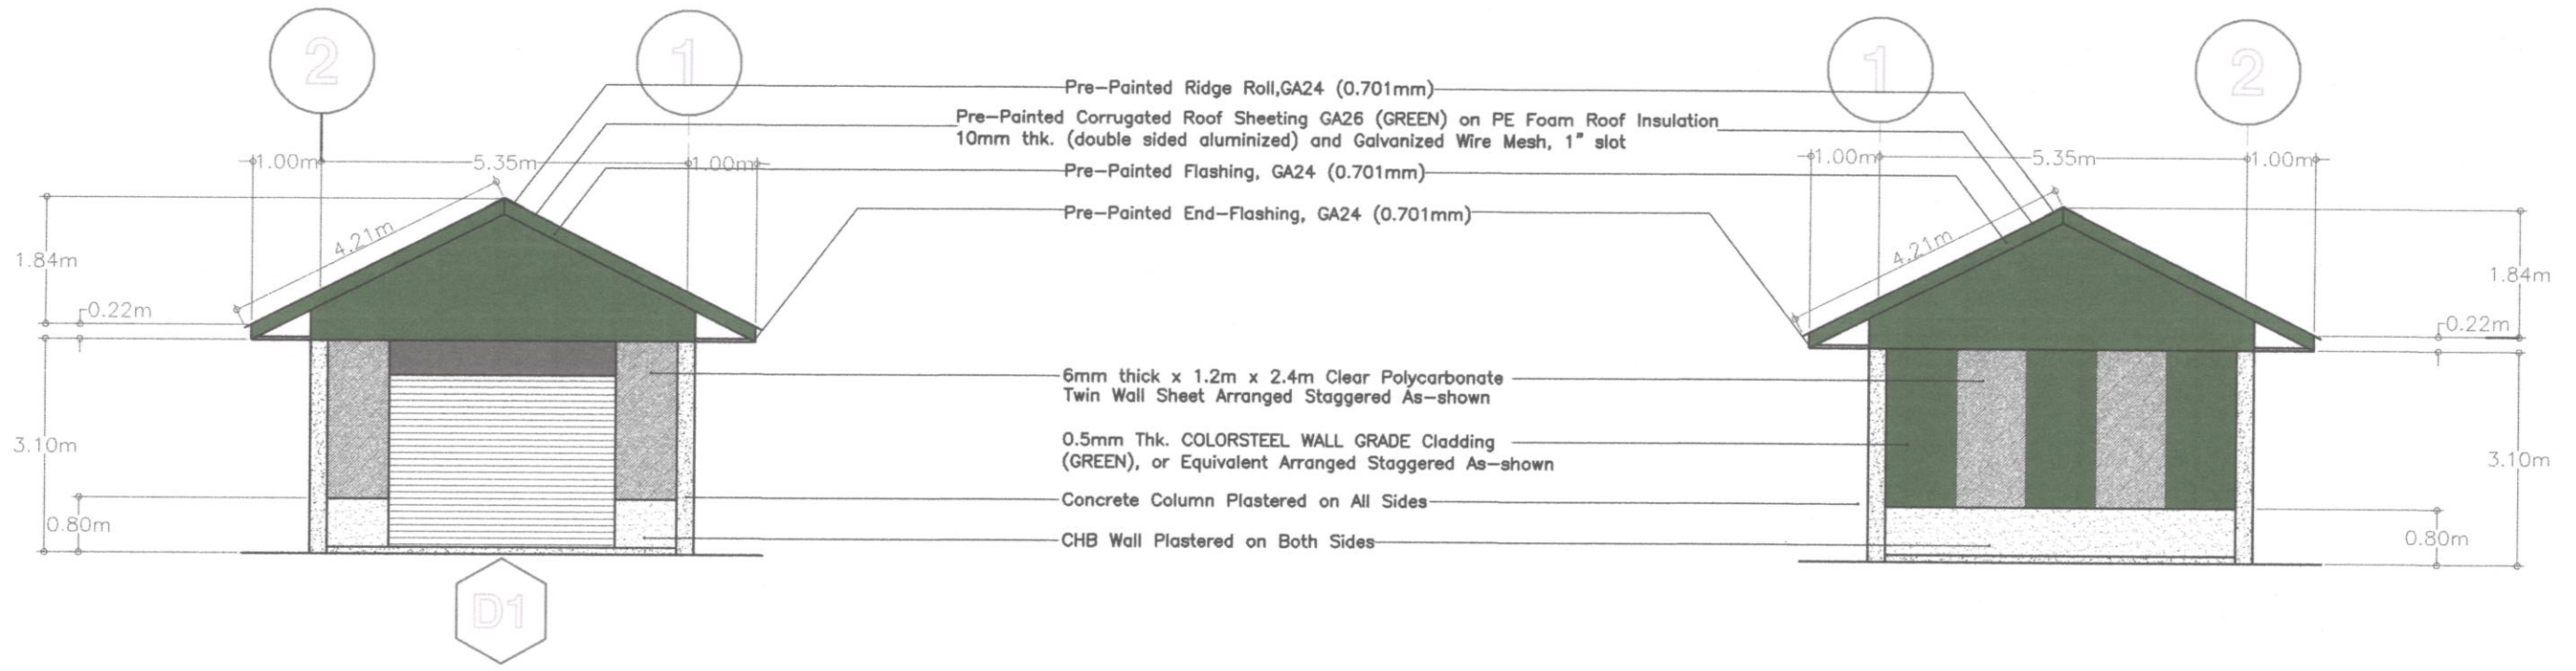 2
1
1
2
Pre-Painted Ridge Roll,GA24 (0.701mm)
Pre-Painted Corrugated Roof Sheeting GA26 (GREEN) on PE Foam Roof Insulation
10mm thk. (double sided aluminized) and Galvanized Wire Mesh, 1" slot
1.00m 5.35m 1.00m
1.00m 5.35m 1.00m
Pre-Painted Flashing, GA24 (0.701mm)
Pre-Painted End-Flashing, GA24 (0.701mm)
4.21m
4.21m
1.84m
1.84m
0.22m
0.22m
6mm thick x 1.2m x 2.4m Clear Polycarbonate
Twin Wall Sheet Arranged Staggered As-shown
0.5mm Thk. COLORSTEEL WALL GRADE Cladding
(GREEN), or Equivalent Arranged Staggered As-shown
3.10m
3.10m
Concrete Column Plastered on All Sides
0.80m
0.80m
CHB Wall Plastered on Both Sides
D1